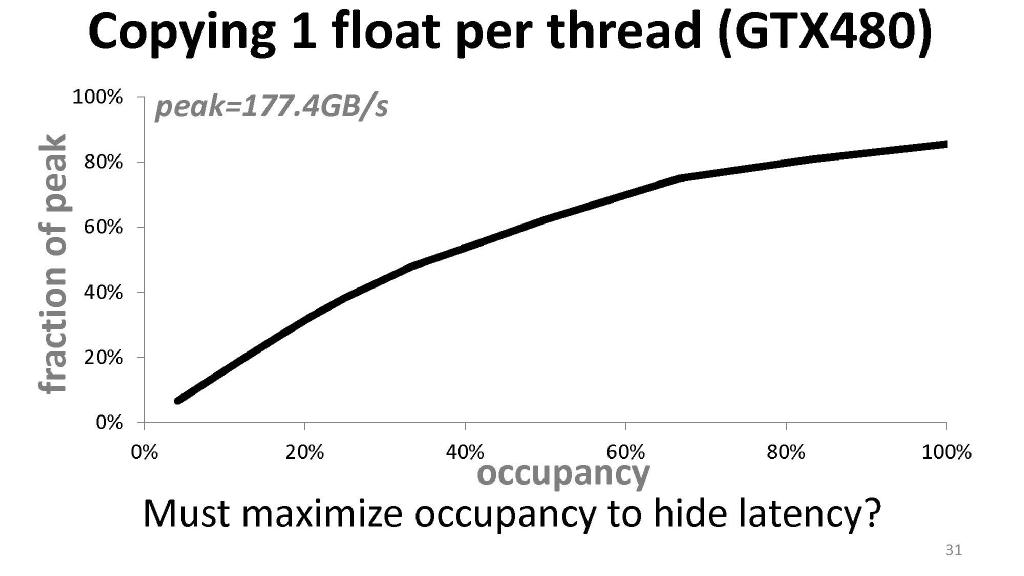 Copying 1 float per thread (GTX480)
peak=177.4GB/s
fraction of peak
100%
80%
60%
40%
20%
0%
0% 20% 40% 60% 80% 100%
occupancy
Must maximize occupancy to hide latency?
31